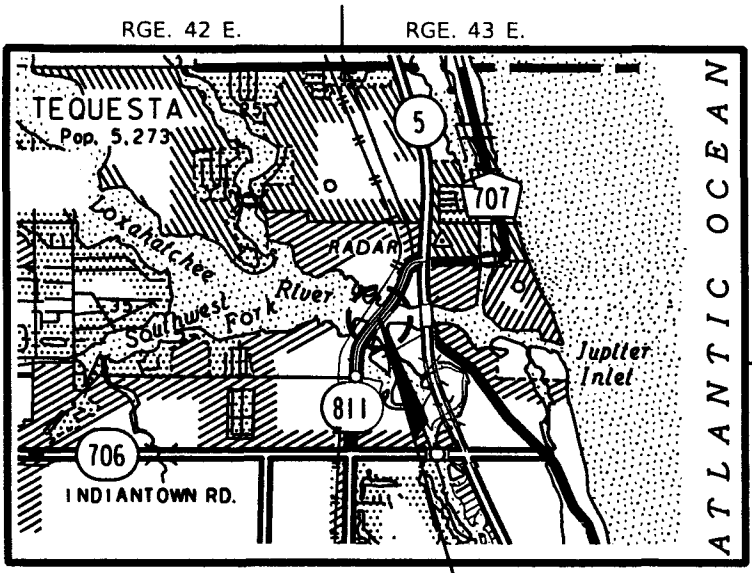 RGE. 42 E.
RGE. 43 E.
TEQUESTA
Pop. 5,273
25
5
707
ATLANTIC OCEAN
Loxahatchee
RADAR
River
35
Southwest
Fork
Jupiter
Inlet
811
706
INDIANTOWN RD.